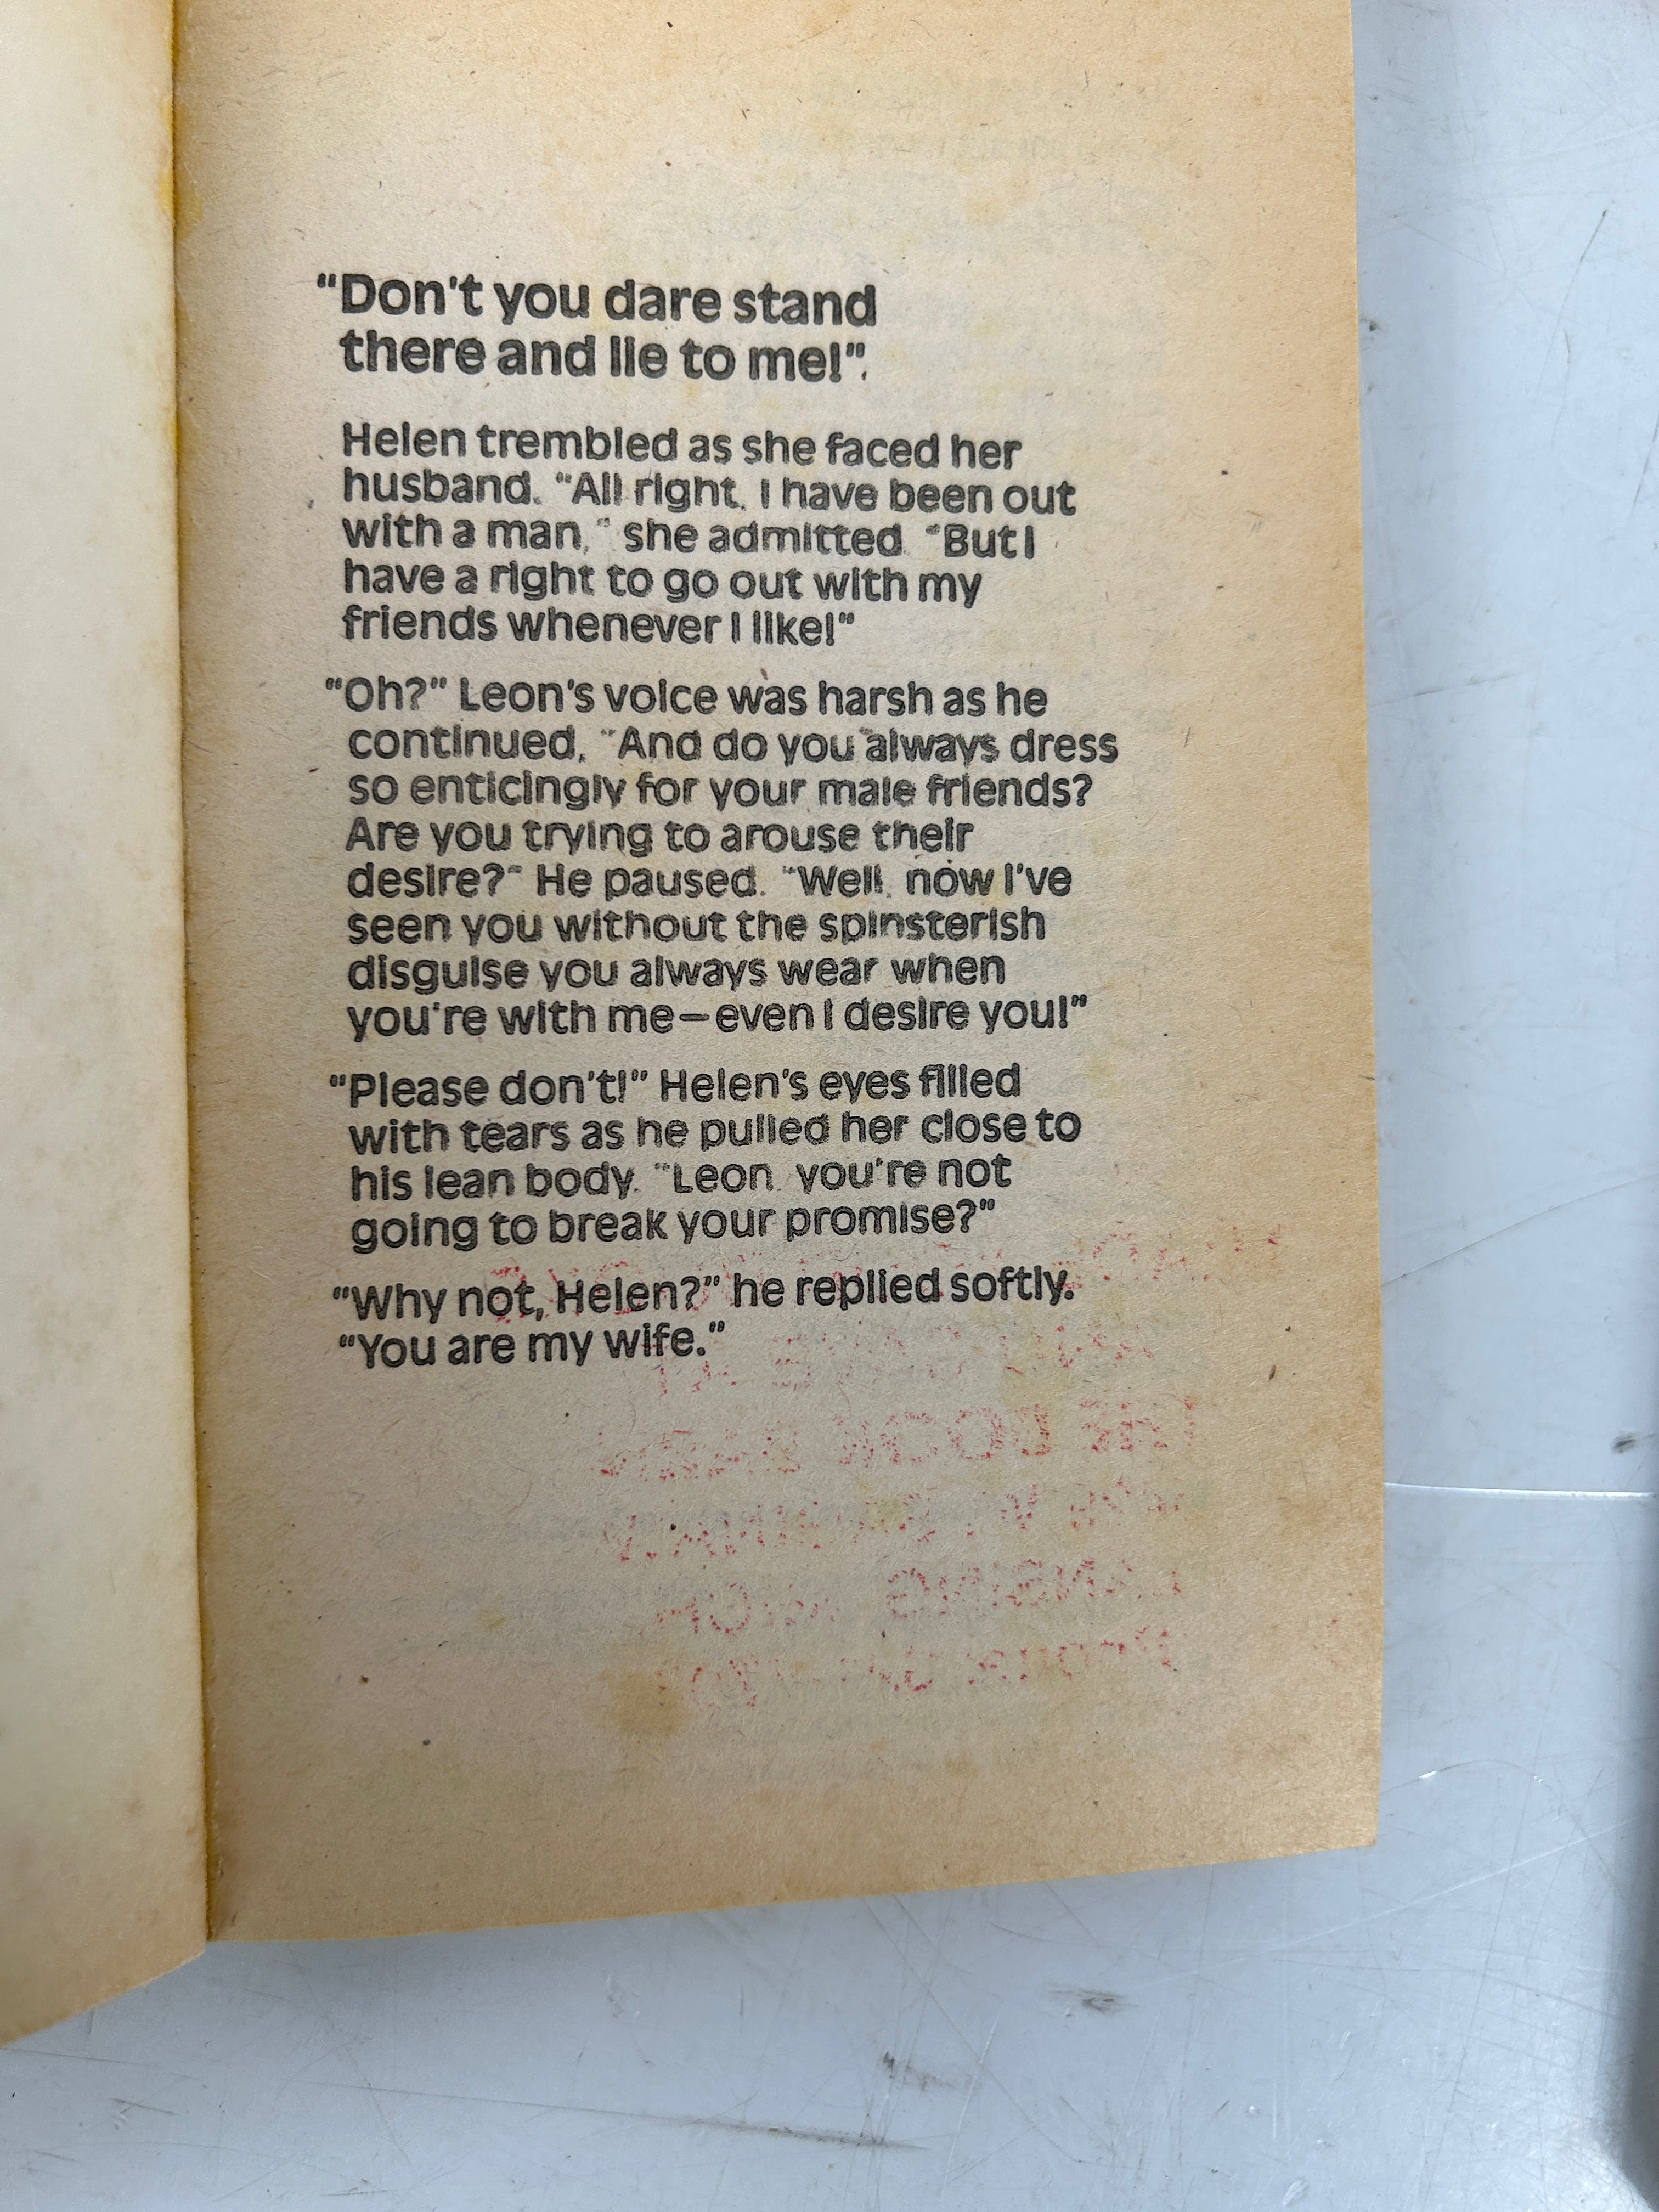 “Don't you dare stand
there and lie to me!”
Helen trembled as she faced her
husband. “All right, I have been out
with a man,” she admitted. “But I
have a right to go out with my
friends whenever I like!”
“Oh?” Leon's voice was harsh as he
continued, “And do you always dress
so enticingly for your male friends?
Are you trying to arouse their
desire?” He paused. “Well, now I've
seen you without the spinsterish
disguise you always wear when
you're with me—even I desire you!”
“Please don't!” Helen's eyes filled
with tears as he pulled her close to
his lean body. “Leon, you're not
going to break your promise?”
“Why not, Helen?” he replied softly.
“You are my wife.”